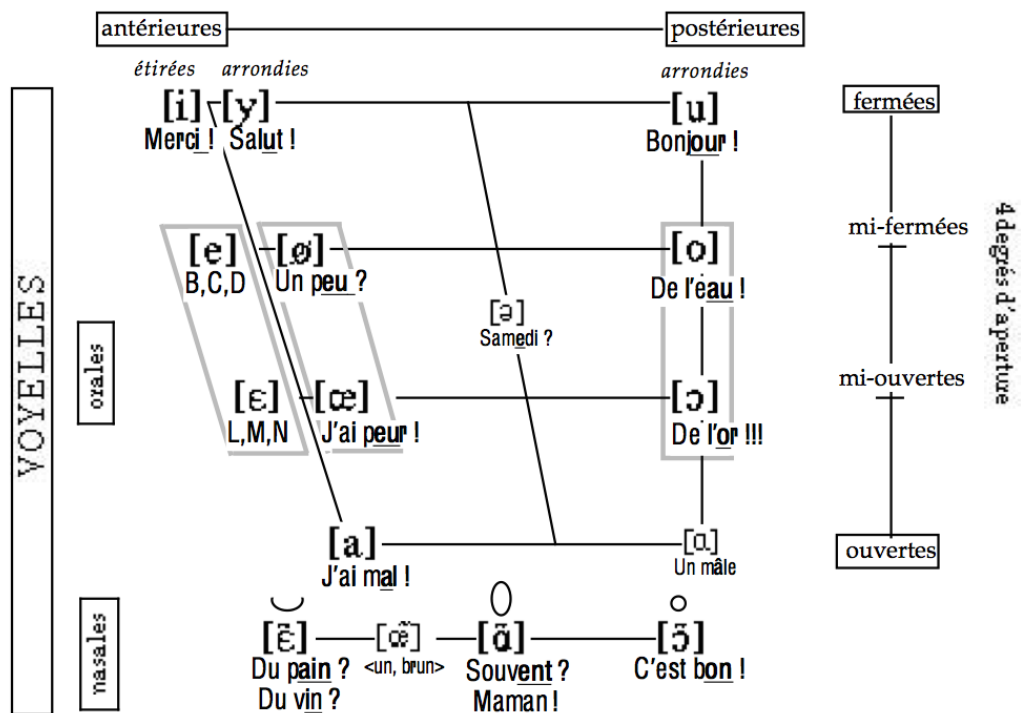 antérieures postérieures
étirées arrondies arrondies
[i] [y] [u] fermées
Merci ! Salut ! Bonjour !
mi-fermées
[e] [ø] [o]
B,C,D Un peu ? De l'eau !
[ə]
Samedi ?
mi-ouvertes
[ɛ] [œ] [ɔ]
L,M,N J'ai peur ! De l'or !!!
[a] [ɑ] ouvertes
J'ai mal ! Un mâle
[ɛ̃] [œ̃] [ɑ̃] [ɔ̃]
Du pain ? <un, brun> Souvent ? C'est bon !
Du vin ? Maman !
VOYELLES
orales
nasales
4 degrés d'aperture